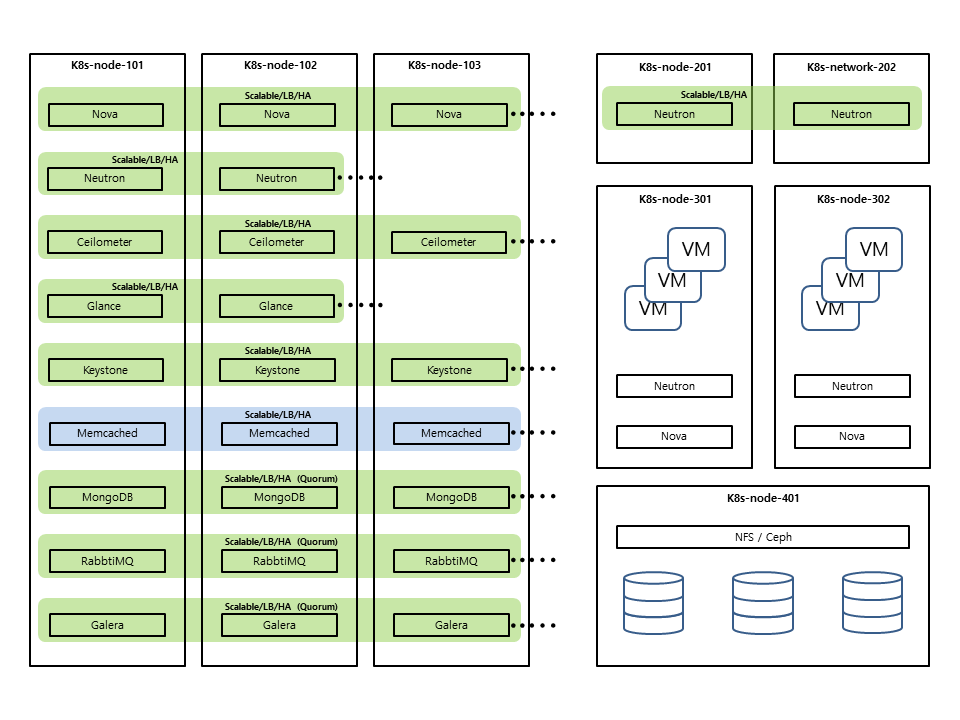 K8s-node-101
K8s-node-102
K8s-node-103
Scalable/LB/HA
Nova
Nova
Nova
Scalable/LB/HA
Neutron
Neutron
Scalable/LB/HA
Ceilometer
Ceilometer
Ceilometer
Scalable/LB/HA
Glance
Glance
Scalable/LB/HA
Keystone
Keystone
Keystone
Scalable/LB/HA
Memcached
Memcached
Memcached
Scalable/LB/HA (Quorum)
MongoDB
MongoDB
MongoDB
Scalable/LB/HA (Quorum)
RabbtiMQ
RabbtiMQ
RabbtiMQ
Scalable/LB/HA (Quorum)
Galera
Galera
Galera
K8s-node-201
K8s-network-202
Scalable/LB/HA
Neutron
Neutron
K8s-node-301
VM
VM
VM
Neutron
Nova
K8s-node-302
VM
VM
VM
Neutron
Nova
K8s-node-401
NFS / Ceph